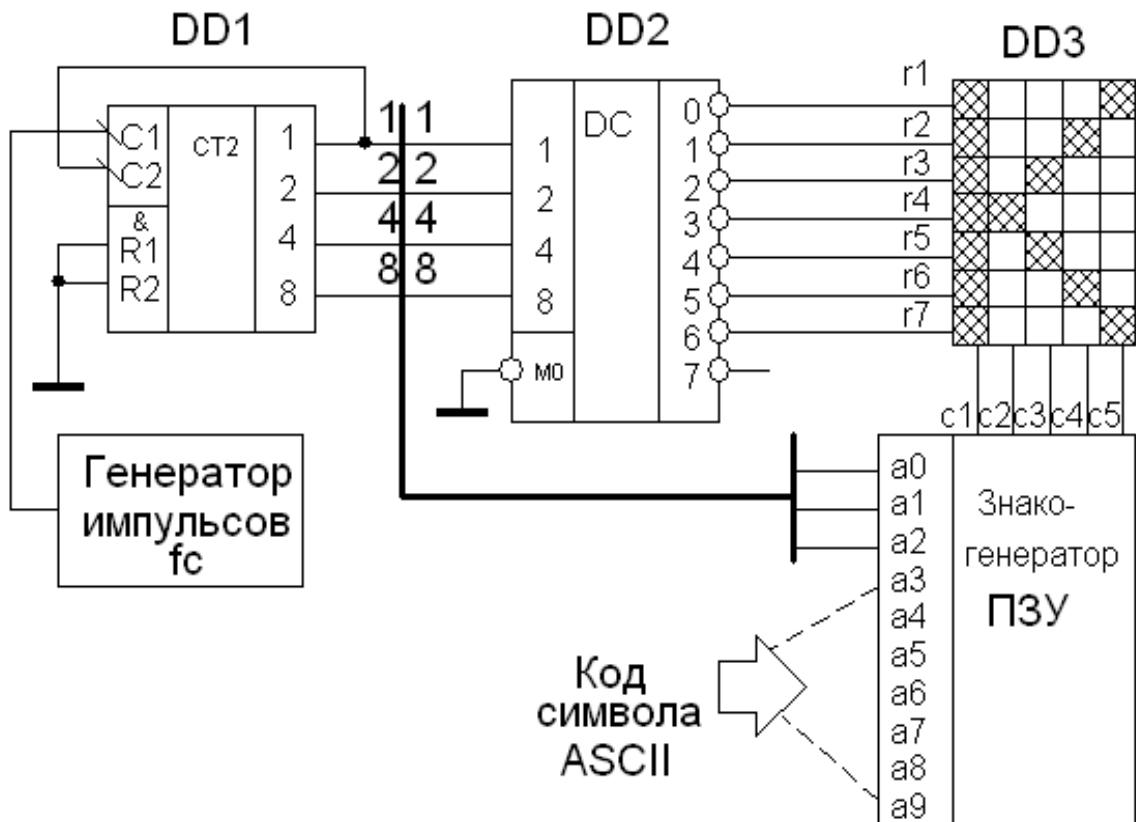 DD1
DD2
DD3
C1
C2
&
R1
R2
CT2
1
2
4
8
1 1
2 2
4 4
8 8
1
2
4
8
M0
DC
0
1
2
3
4
5
6
7
r1
r2
r3
r4
r5
r6
r7
c1 c2 c3 c4 c5
Генератор
импульсов
fc
a0
a1
a2
a3
a4
a5
a6
a7
a8
a9
Знако-
генератор
ПЗУ
Код
символа
ASCII